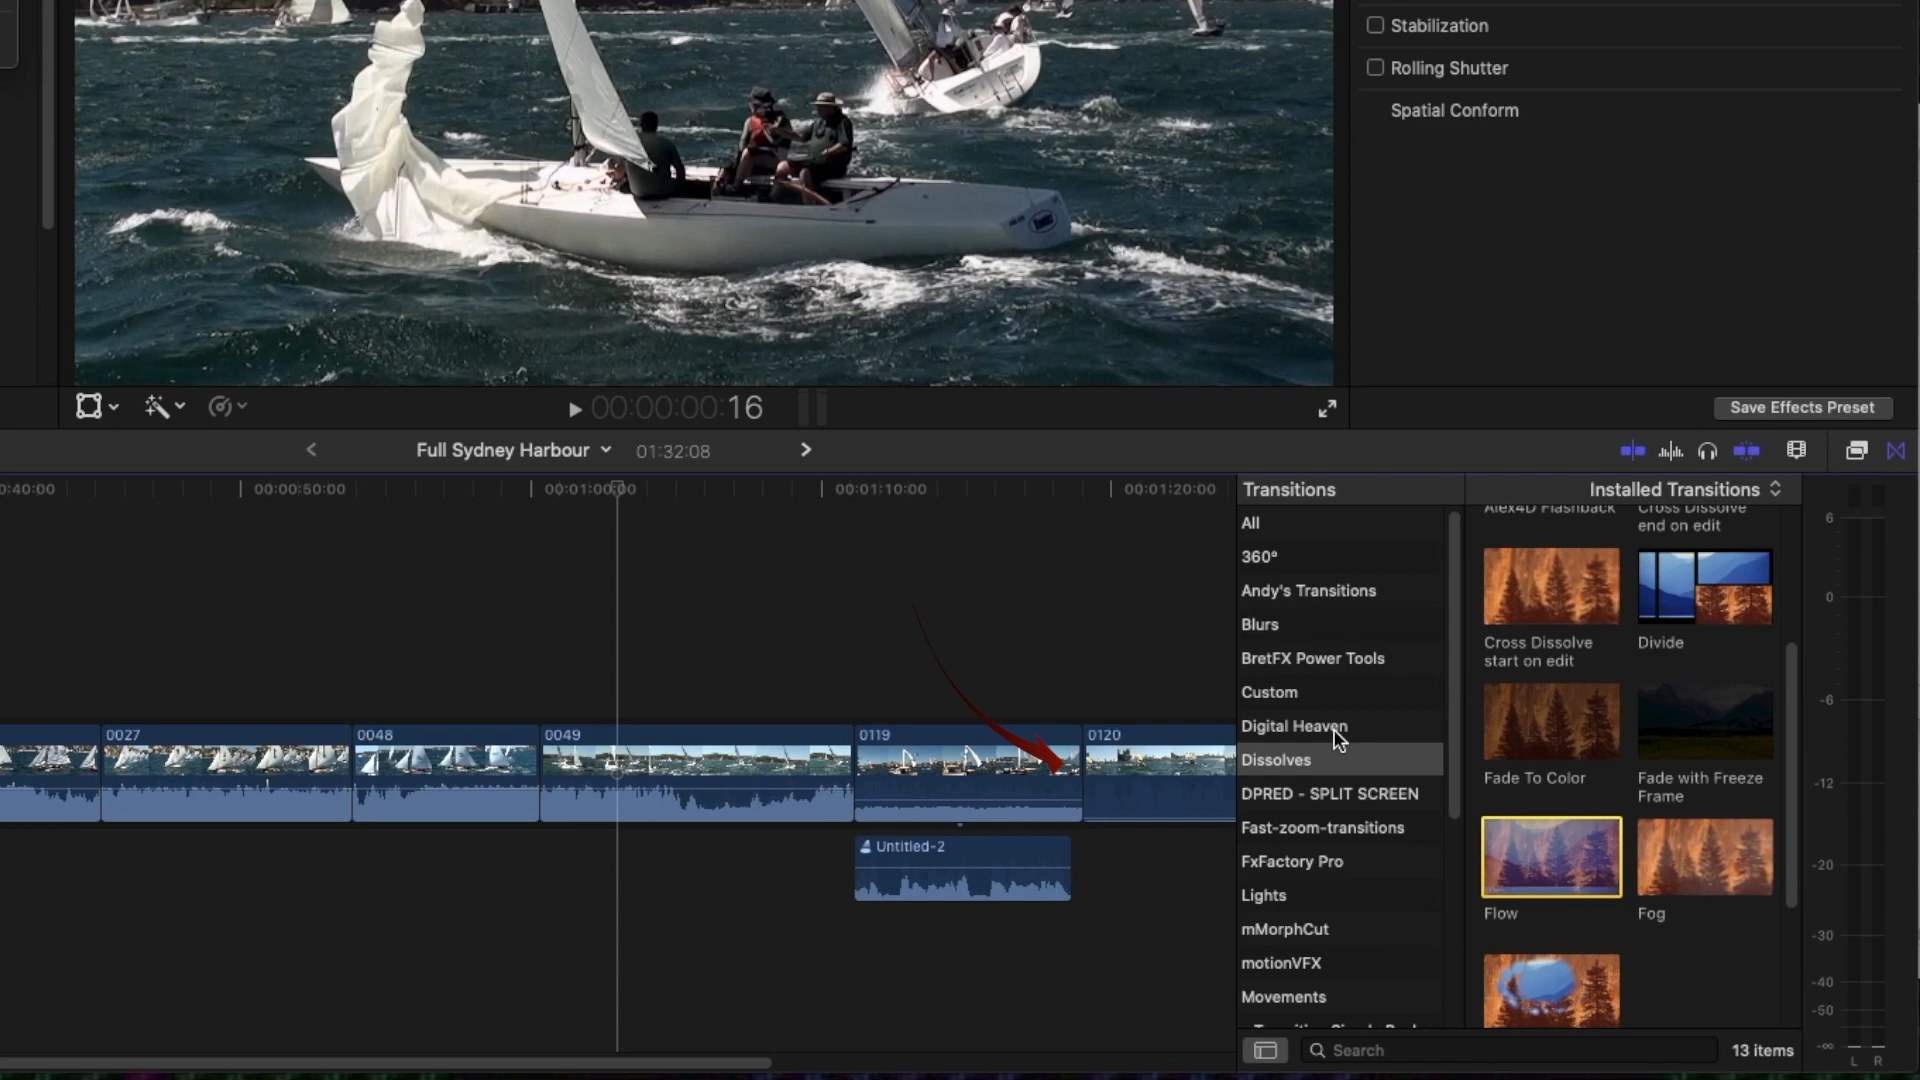 Stabilization
Rolling Shutter
Spatial Conform
00:00:00:16
Save Effects Preset
Full Sydney Harbour
01:32:08
0:40:00
00:00:50:00
00:01:00:00
00:01:10:00
00:01:20:00
Transitions
Installed Transitions
All
360°
Andy's Transitions
Blurs
BretFX Power Tools
Custom
Digital Heaven
Dissolves
DPRED - SPLIT SCREEN
Fast-zoom-transitions
FxFactory Pro
Lights
mMorphCut
motionVFX
Movements
Alex4D Flashback
Cross Dissolve
end on edit
Cross Dissolve
start on edit
Divide
Fade To Color
Fade with Freeze
Frame
Flow
Fog
Search
13 items
0027
0048
0049
0119
0120
Untitled-2
6
0
-6
-12
-20
-30
-40
-50
-∞
L R